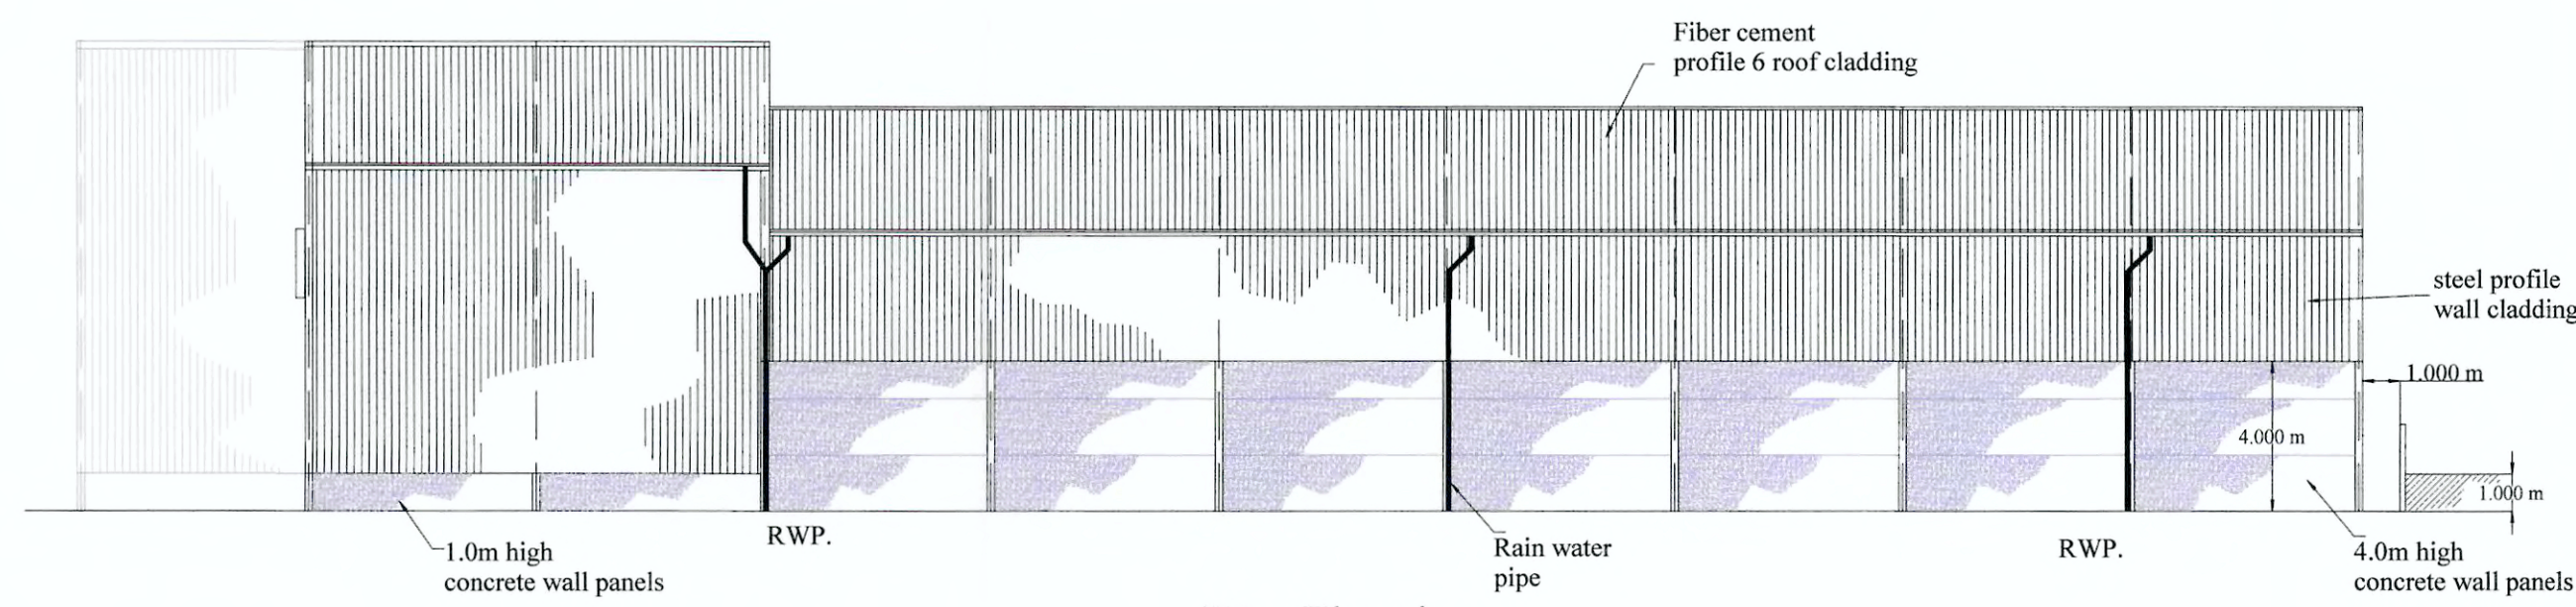 Fiber cement
profile 6 roof cladding
steel profile
wall cladding
1.000 m
4.000 m
1.000 m
RWP.
1.0m high
concrete wall panels
Rain water
pipe
RWP.
4.0m high
concrete wall panels